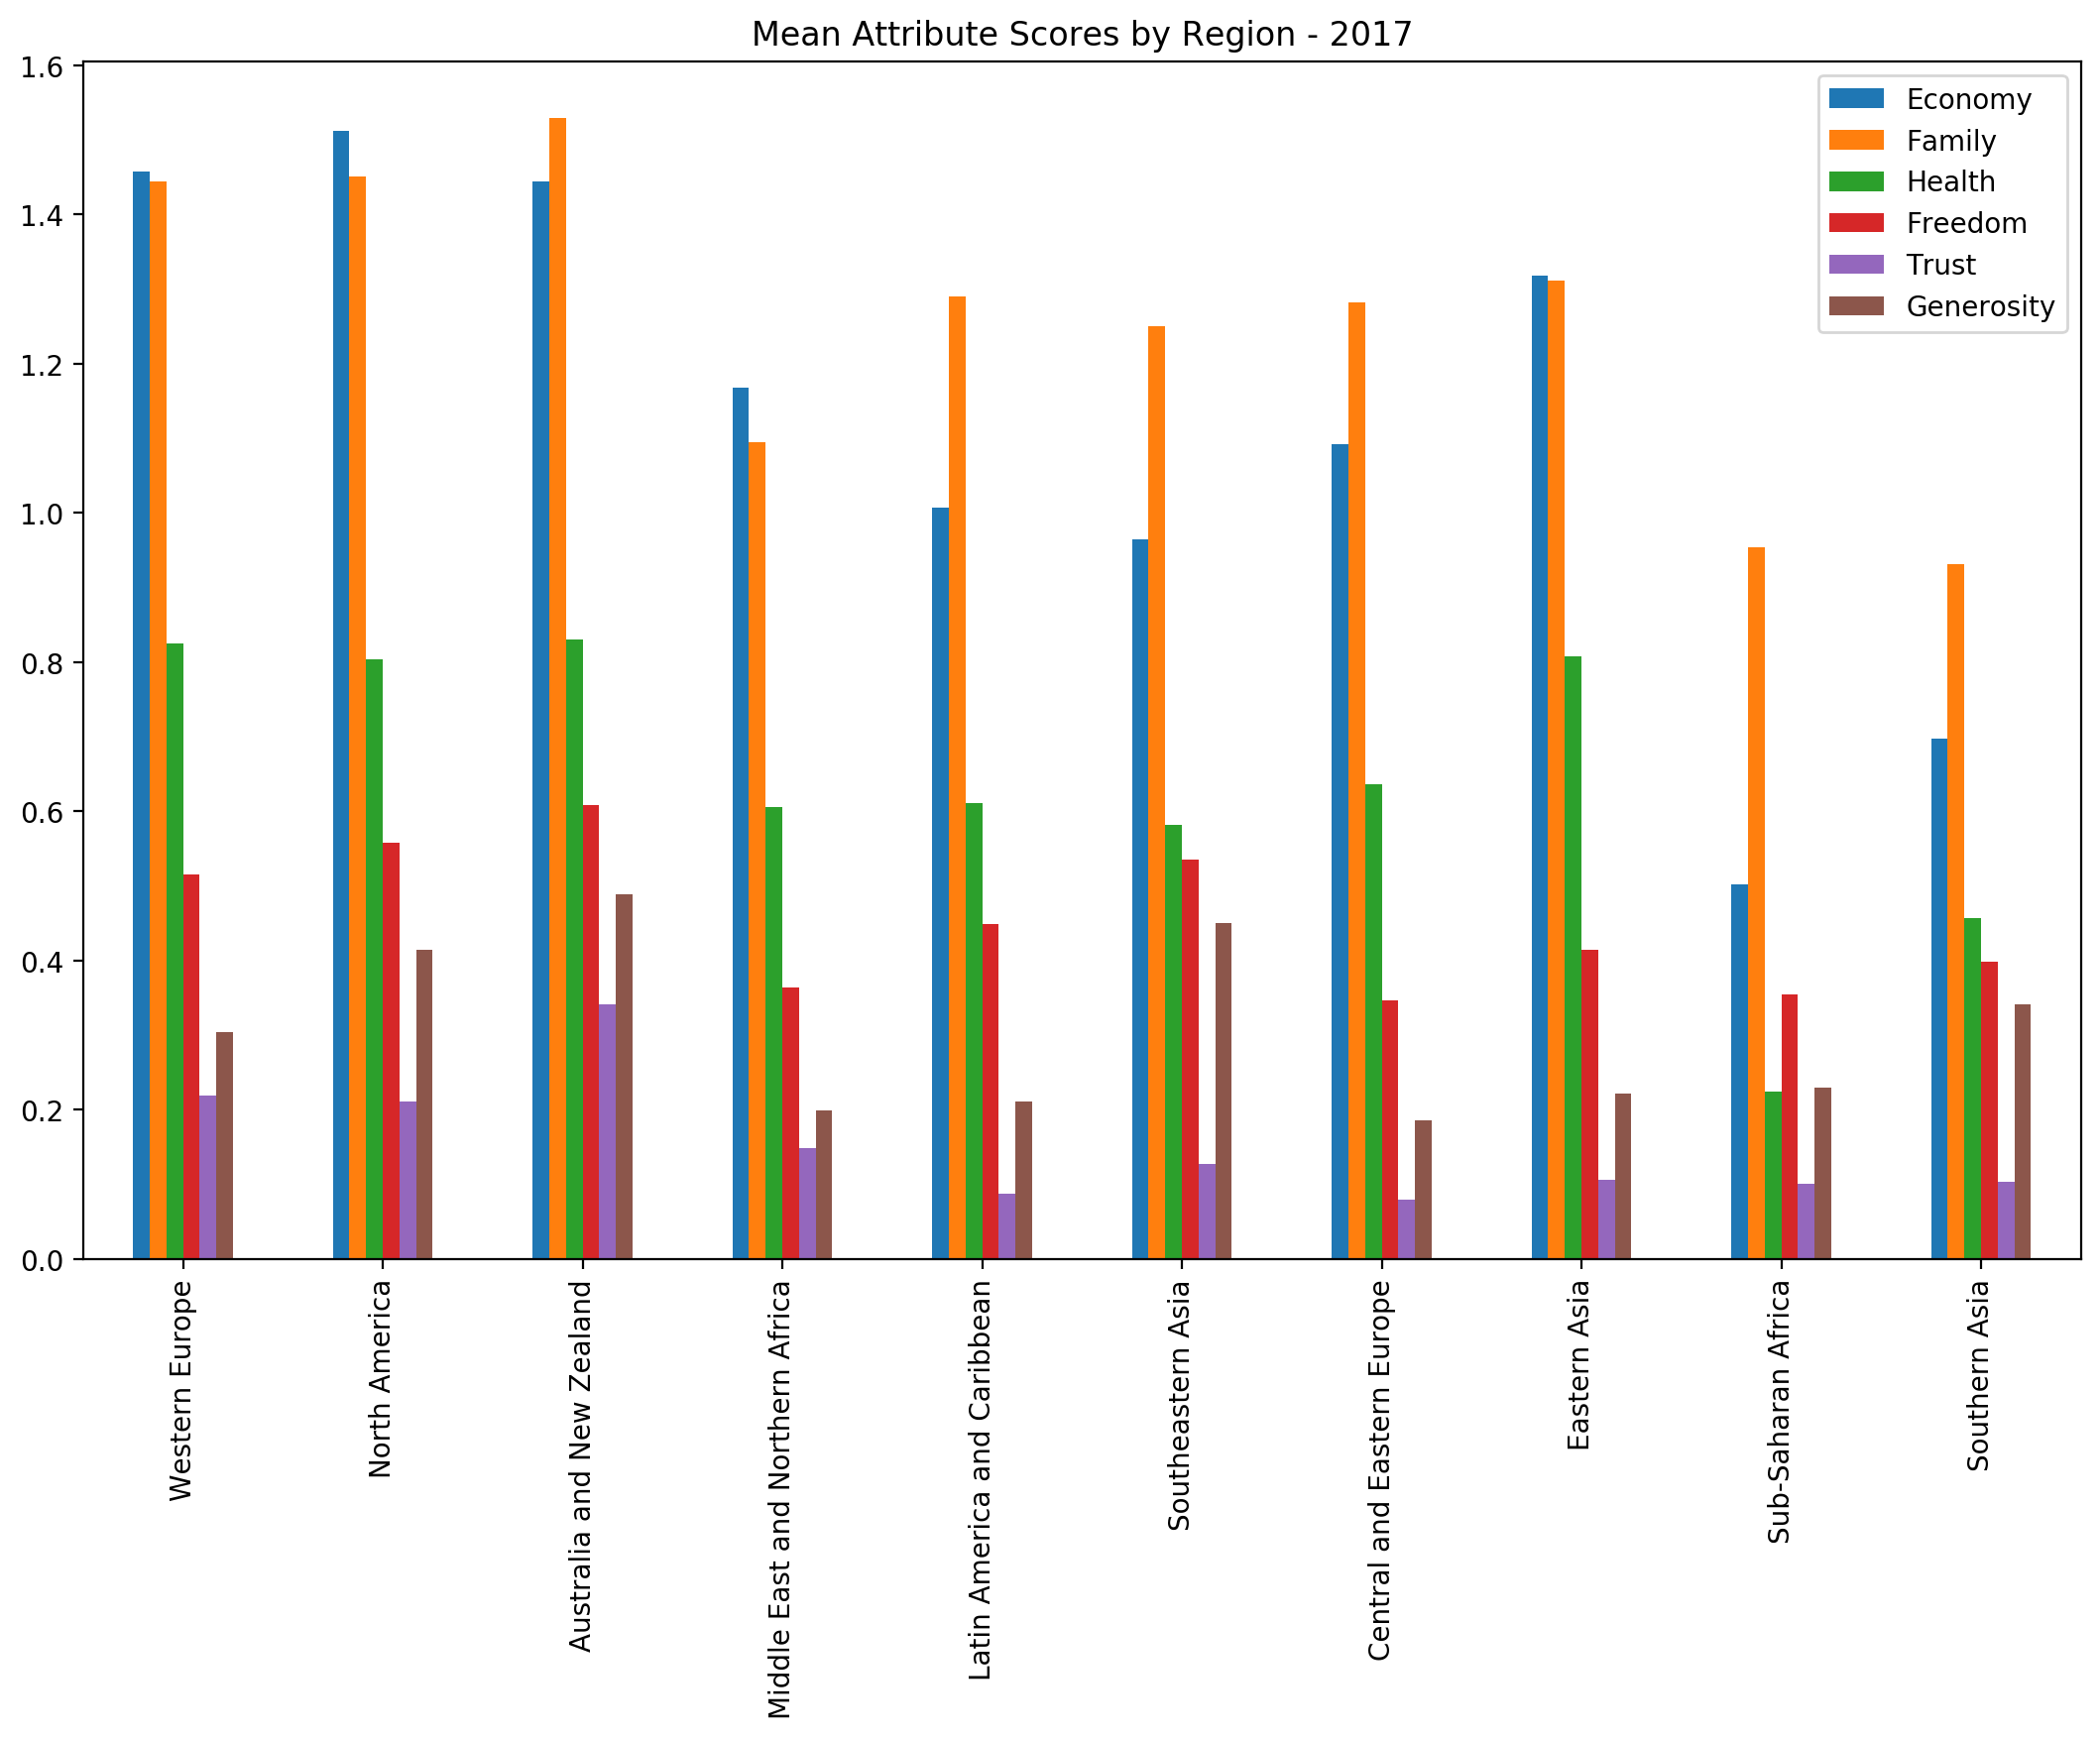 Mean Attribute Scores by Region - 2017
1.6
1.4
1.2
1.0
0.8
0.6
0.4
0.2
0.0
Economy
Family
Health
Freedom
Trust
Generosity
Western Europe
North America
Australia and New Zealand
Middle East and Northern Africa
Latin America and Caribbean
Southeastern Asia
Central and Eastern Europe
Eastern Asia
Sub-Saharan Africa
Southern Asia